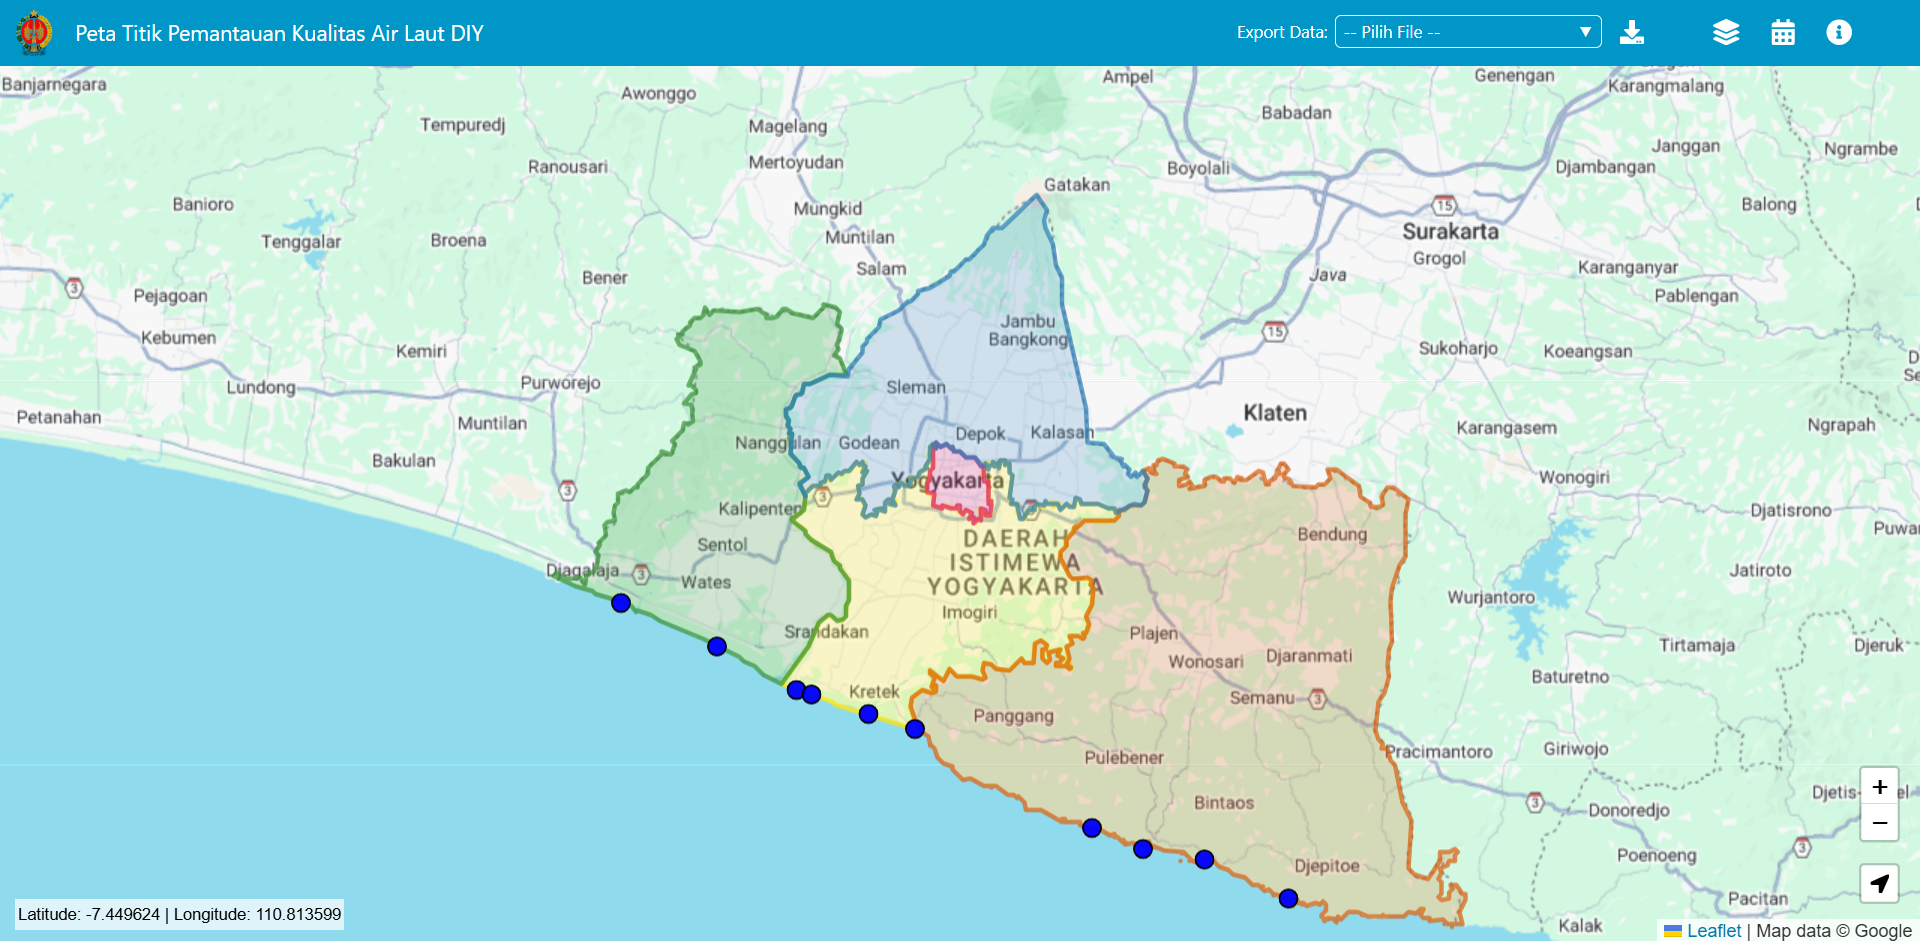 Peta Titik Pemantauan Kualitas Air Laut DIY
Export Data:
-- Pilih File --
Banjarnegara
Awonggo
Ampel
Genengan
Karangmalang
Babadan
Tempuredj
Magelang
Janggan
Ngrambe
Ranousari
Mertoyudan
Boyolali
Djambangan
Gatakan
Banioro
Mungkid
15
Balong
Tenggalar
Broena
Muntilan
Surakarta
Grogol
Salam
Bener
Java
Karanganyar
3
Pejagoan
Pablengan
Jambu
Bangkong
15
Kebumen
Kemiri
Sukoharjo
Koeangsan
Lundong
Purworejo
Sleman
Petanahan
Muntilan
Klaten
Karangasem
Ngrapah
Nanggulan
Godean
Depok
Kalasan
Bakulan
Yogyakarta
Wonogiri
3
3
Kalipenten
Djatisrono
Sentol
DAERAH
ISTIMEWA
YOGYAKARTA
Bendung
Djagalaja
3
Wates
Jatiroto
Imogiri
Wurjantoro
Srandakan
Plajen
Tirtamaja
Djeruk
Wonosari
Djaranmati
Kretek
Semanu
3
Baturetno
Panggang
Pulebener
Pracimantoro
Giriwojo
Bintaos
3
Donoredjo
+
−
3
Djepitoe
Poenoeng
Pacitan
Kalak
Latitude: -7.449624 | Longitude: 110.813599
Leaflet | Map data © Google